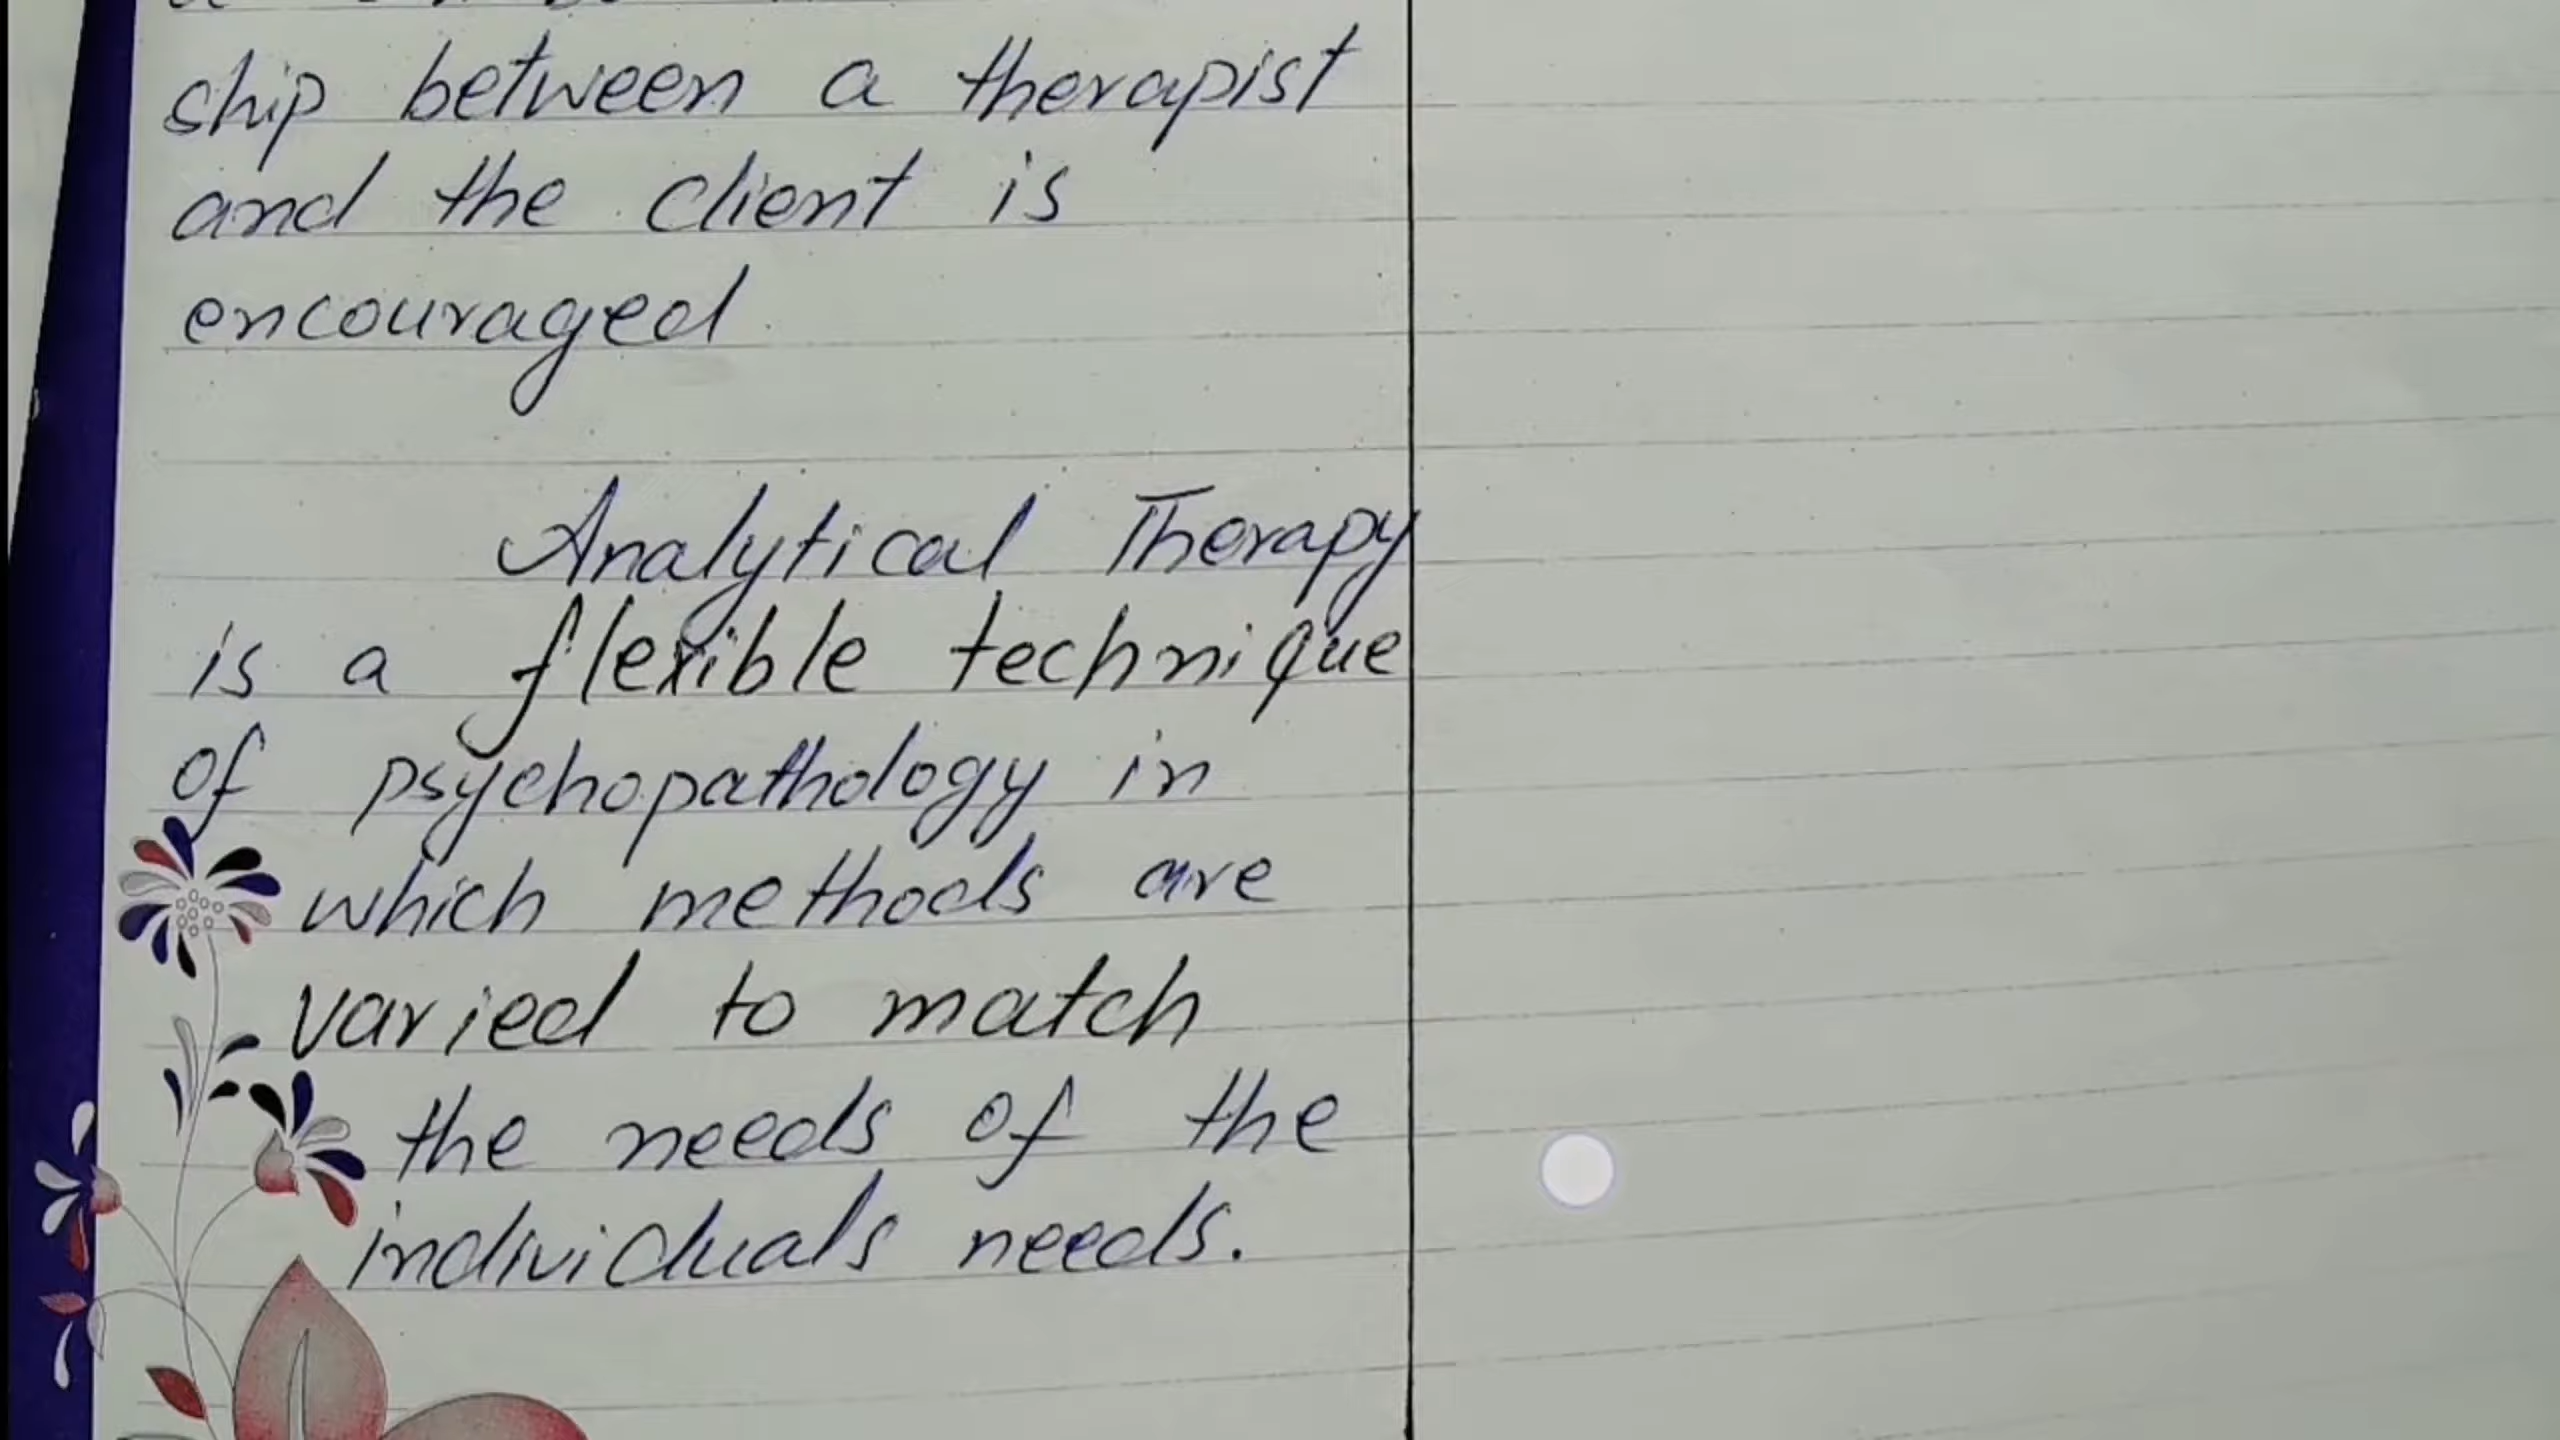 ship between a therapist
and the client is
encouraged
Analytical Therapy
is a flexible technique
of psychopathology in
which methods are
varied to match
the needs of the
individuals needs.